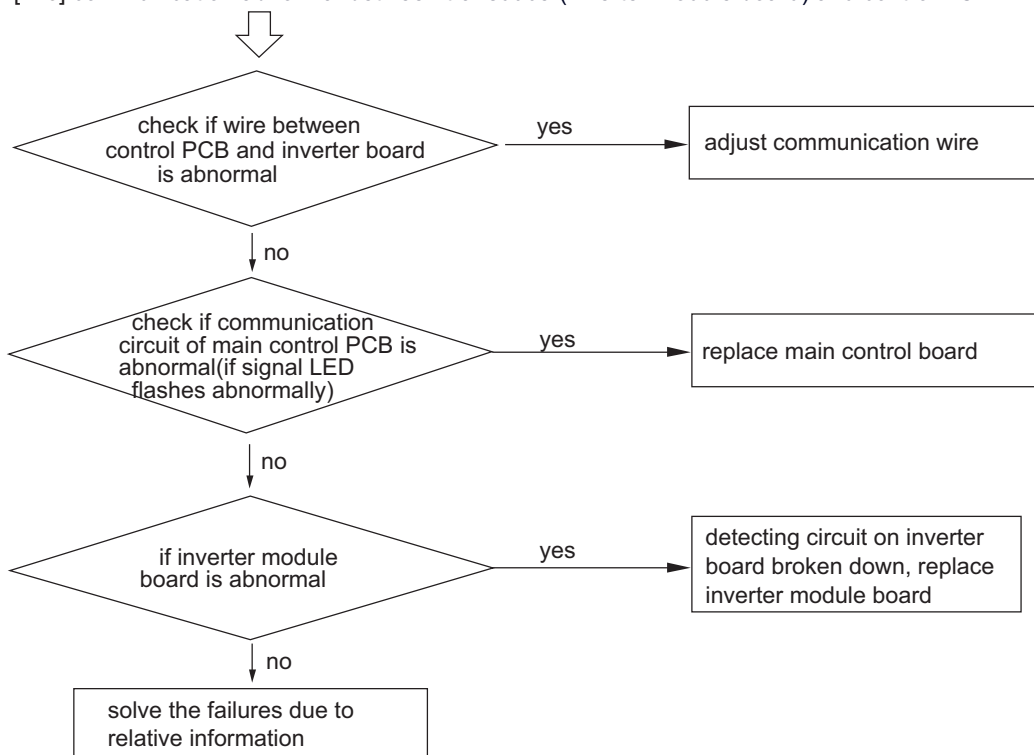 check if wire between
control PCB and inverter board
is abnormal
yes
adjust communication wire
no
check if communication
circuit of main control PCB is
abnormal(if signal LED
flashes abnormally)
yes
replace main control board
no
if inverter module
board is abnormal
yes
detecting circuit on inverter
board broken down, replace
inverter module board
no
solve the failures due to
relative information